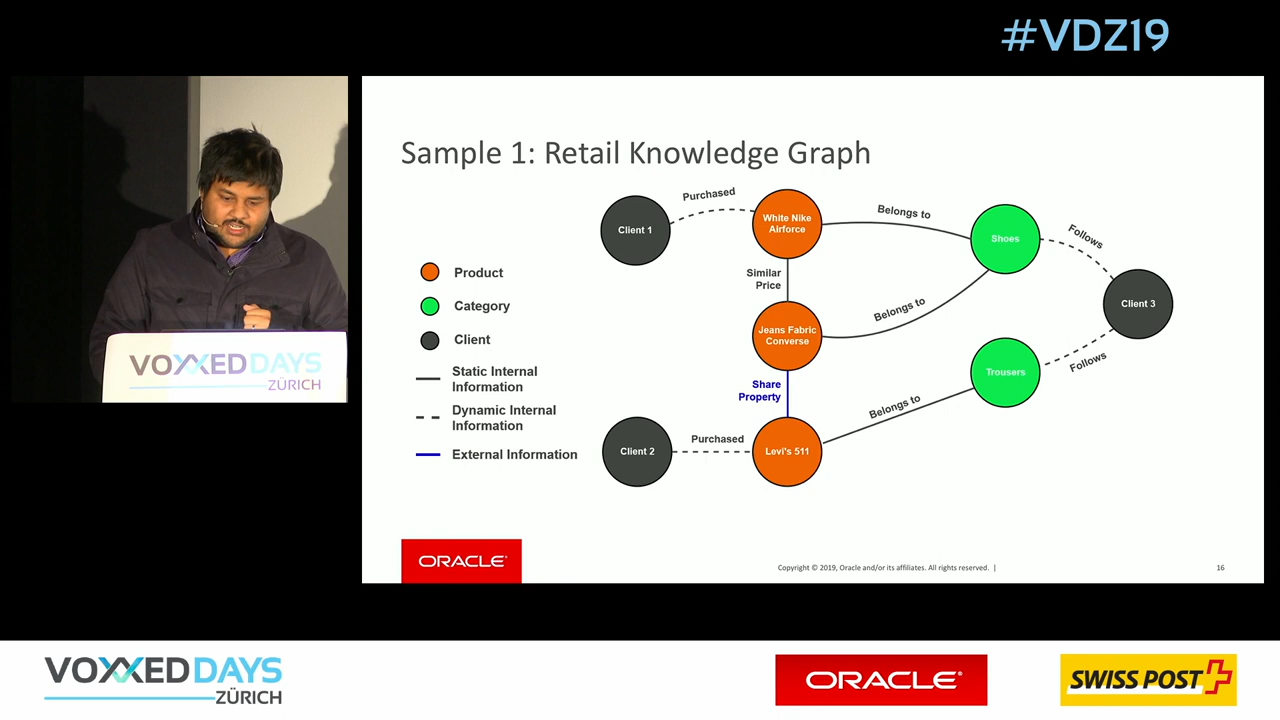 #VDZ19
Sample 1: Retail Knowledge Graph
Product
Category
Client
Static Internal
Information
Dynamic Internal
Information
External Information
Client 1
Purchased
White Nike
Airforce
Belongs to
Shoes
Follows
Similar
Price
Client 3
Jeans Fabric
Converse
Belongs to
Trousers
Follows
Share
Property
Belongs to
Client 2
Purchased
Levi's 511
ORACLE
Copyright © 2019, Oracle and/or its affiliates. All rights reserved. |
16
VOXXED DAYS
ZÜRICH
VOXXED DAYS
ZÜRICH
ORACLE
SWISS POST